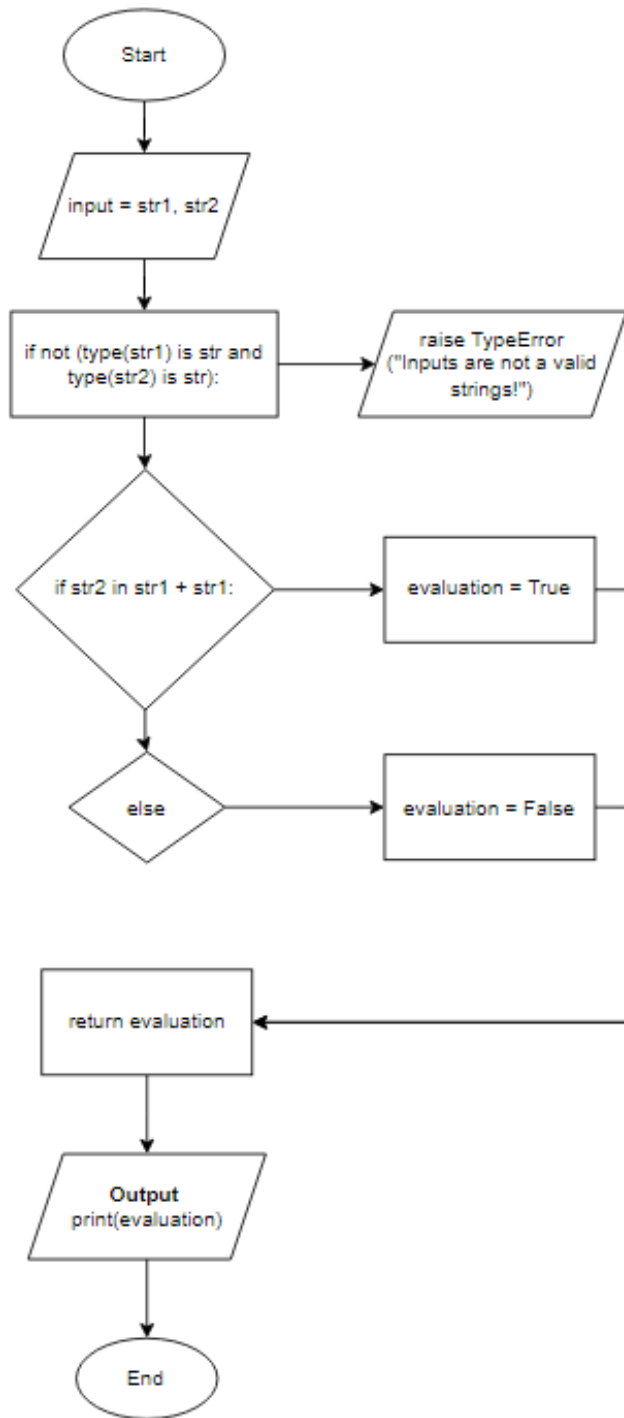 Start
input = str1, str2
if not (type(str1) is str and
type(str2) is str):
raise TypeError
("Inputs are not a valid
strings!")
if str2 in str1 + str1:
evaluation = True
else
evaluation = False
return evaluation
Output
print(evaluation)
End